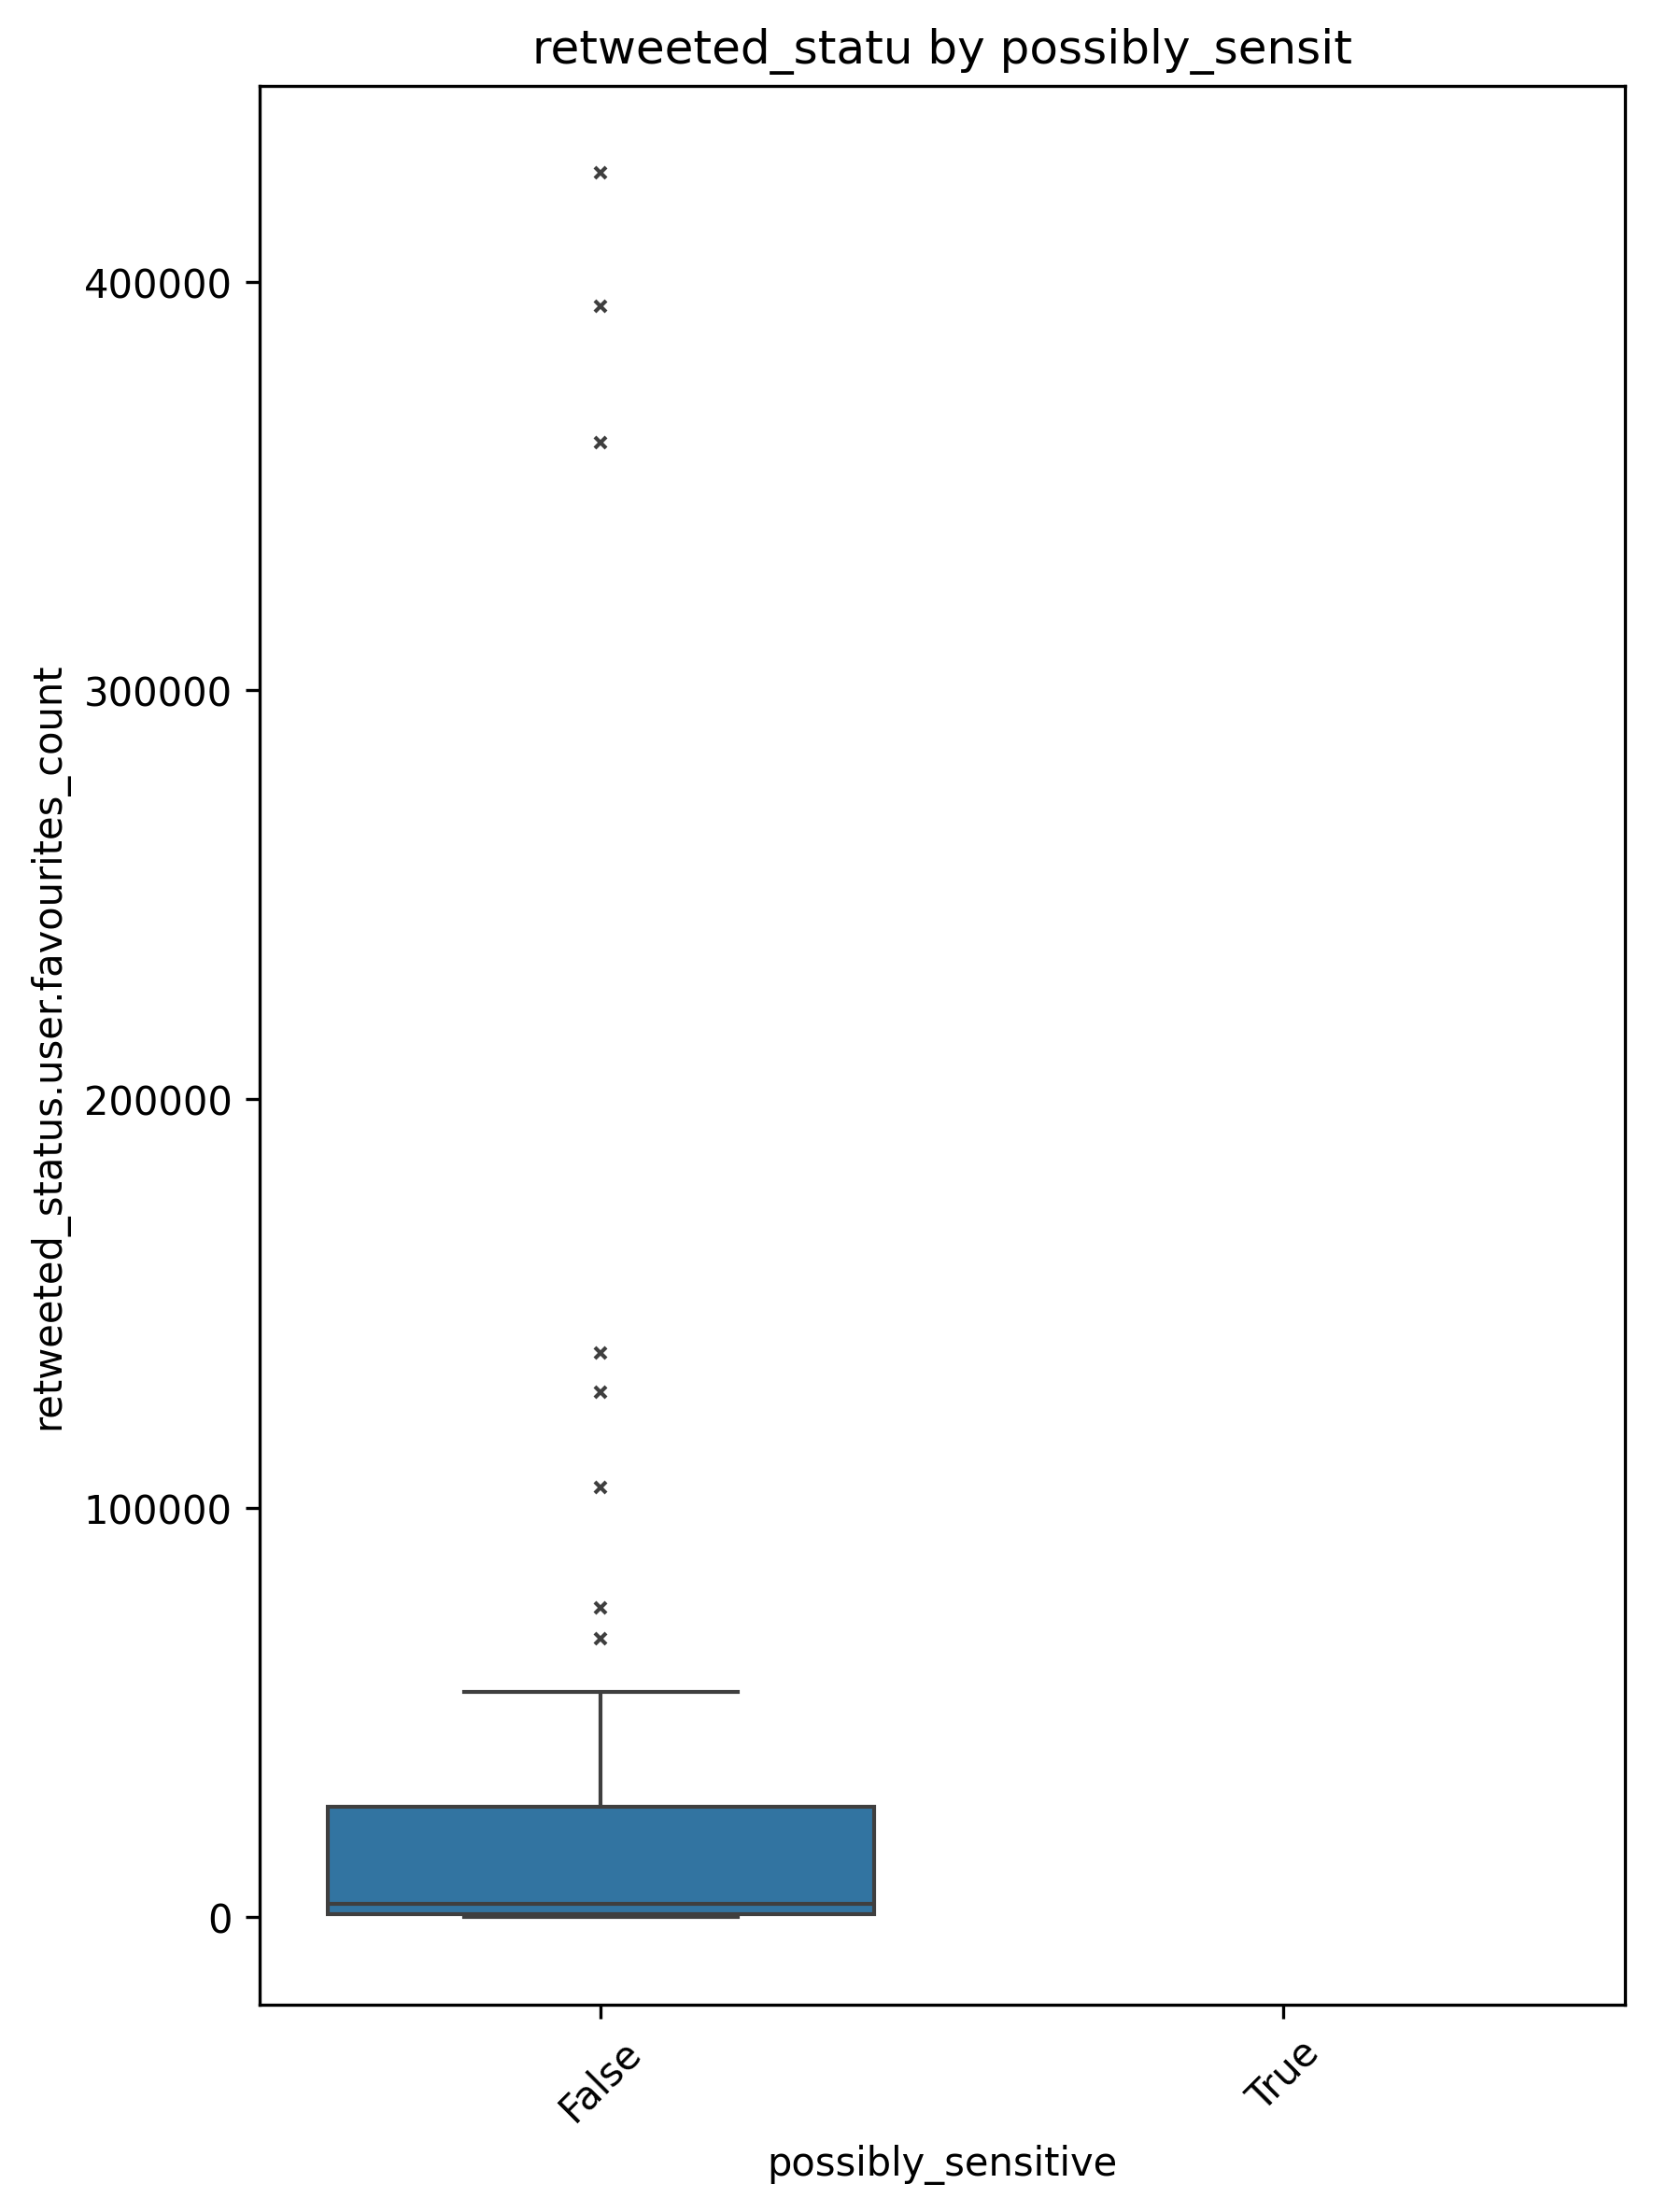 retweeted_statu by possibly_sensit
retweeted_status.user.favourites_count
400000
300000
200000
100000
0
False
True
possibly_sensitive